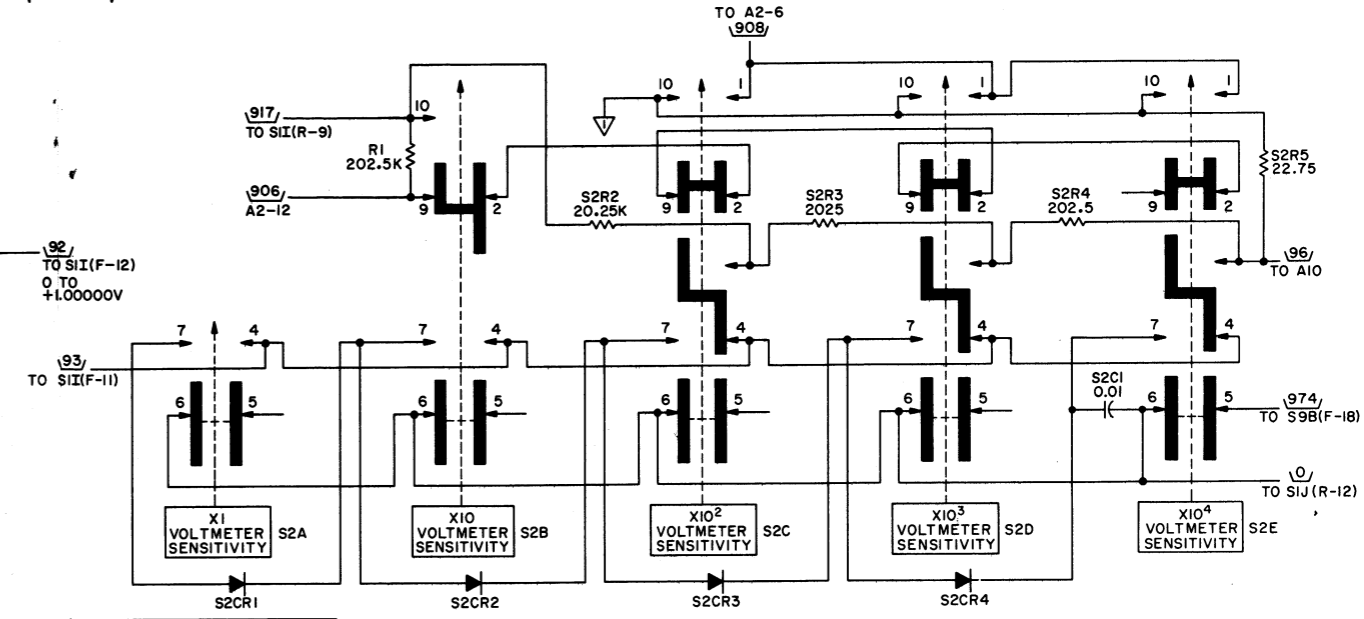 TO A2-6
908
10 1
10 1
10 1
917
TO S1I(R-9)
10
R1
202.5K
906
A2-12
9 2
9 2
9 2
9 2
S2R2
20.25K
S2R3
2025
S2R4
202.5
S2R5
22.75
1
92
TO S1I(F-12)
0 TO
+1.00000V
96
TO A10
93
TO S1I(F-11)
7 4
7 4
7 4
7 4
7 4
S2C1
0.01
6 5
6 5
6 5
6 5
6 5
974
TO S9B(F-18)
0
TO S1J(R-12)
X1
VOLTMETER
SENSITIVITY
S2A
X10
VOLTMETER
SENSITIVITY
S2B
X10²
VOLTMETER
SENSITIVITY
S2C
X10³
VOLTMETER
SENSITIVITY
S2D
X10⁴
VOLTMETER
SENSITIVITY
S2E
S2CR1
S2CR2
S2CR3
S2CR4